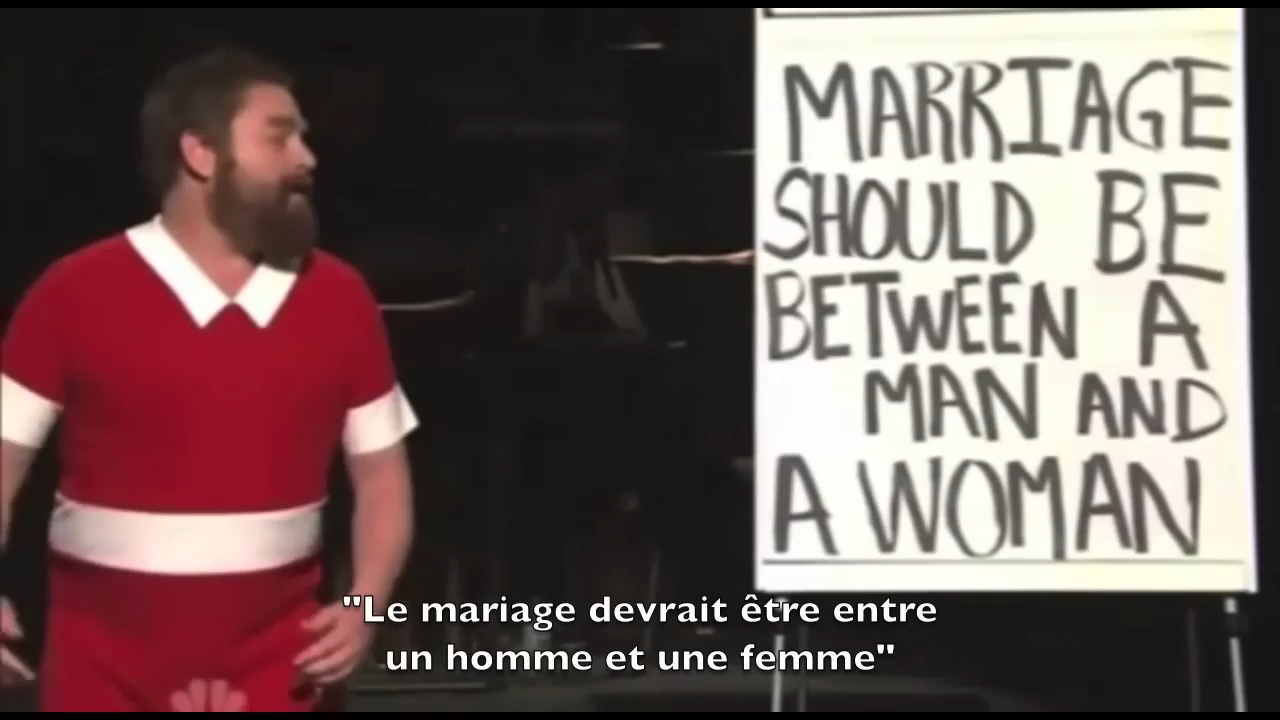 MARRIAGE
SHOULD BE
BETWEEN A
MAN AND
A WOMAN
"Le mariage devrait être entre
un homme et une femme"